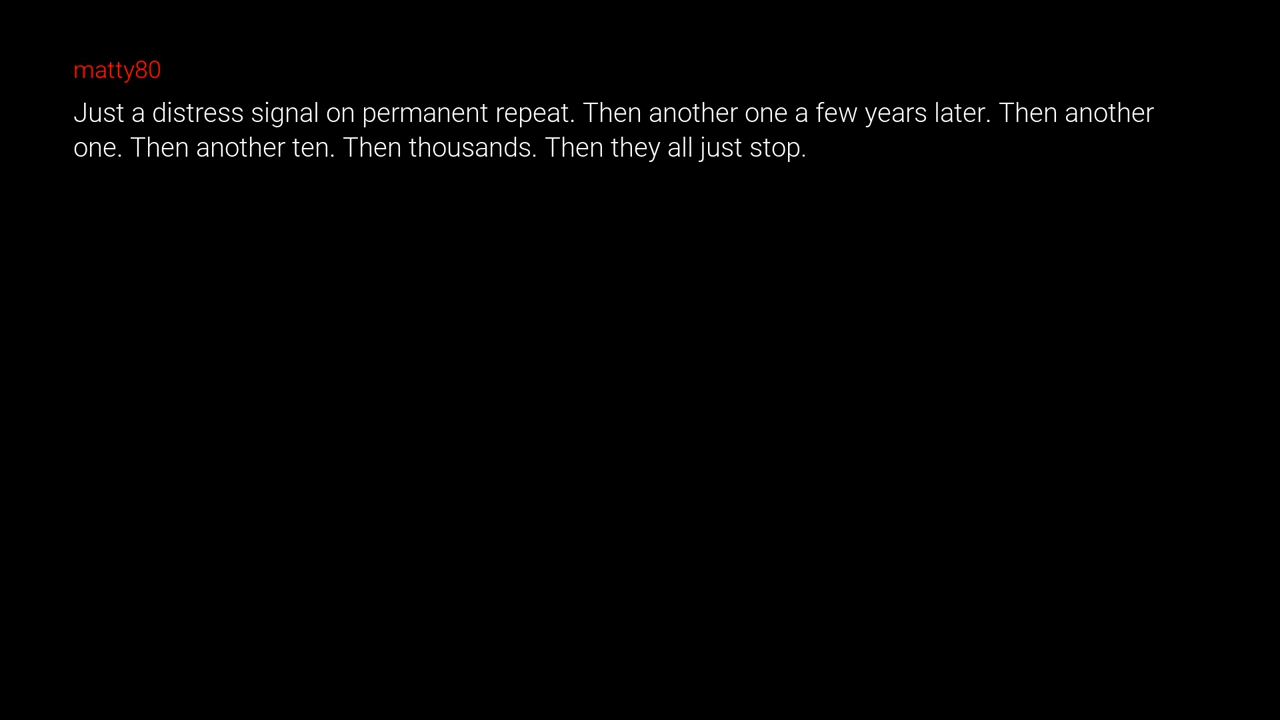 matty80
Just a distress signal on permanent repeat. Then another one a few years later. Then another
one. Then another ten. Then thousands. Then they all just stop.